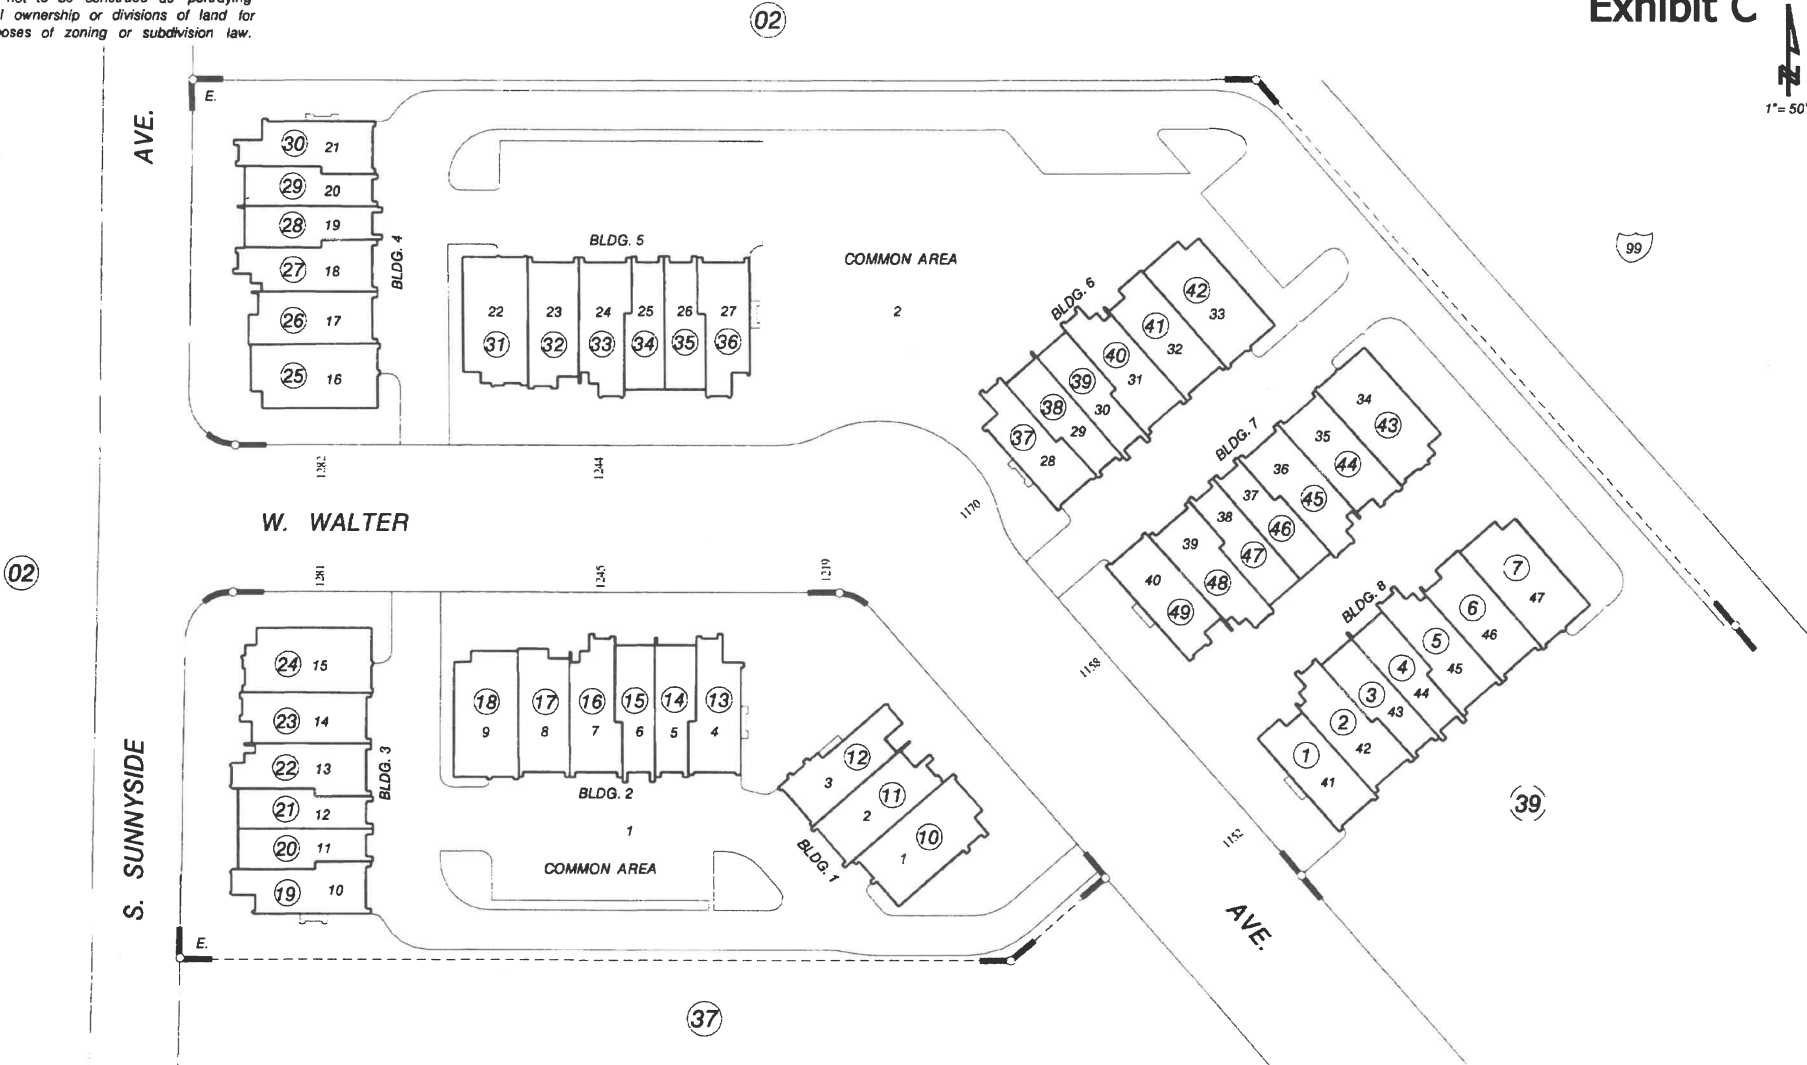 not to be construed as portraying
ownership or divisions of land for
purposes of zoning or subdivision law.
02
Exhibit C
N
1"= 50'
AVE.
E.
30 21
29 20
28 19
27 18
26 17
25 16
BLDG. 4
BLDG. 5
22 23 24 25 26 27
31 32 33 34 35 36
COMMON AREA
2
BLDG. 6
42 33
41 32
40 31
39 30
38 29
37 28
99
BLDG. 7
34 43
35 44
36 45
37 46
38 47
39 48
40 49
1282
1244
1170
W. WALTER
02
1281
1245
1219
1158
BLDG. 8
7 47
6 46
5 45
4 44
3 43
2 42
1 41
S. SUNNYSIDE
24 15
23 14
22 13
21 12
20 11
19 10
BLDG. 3
18 17 16 15 14 13
9 8 7 6 5 4
BLDG. 2
1
COMMON AREA
12 3
11 2
10 1
BLDG. 1
39
1152
AVE.
E.
37